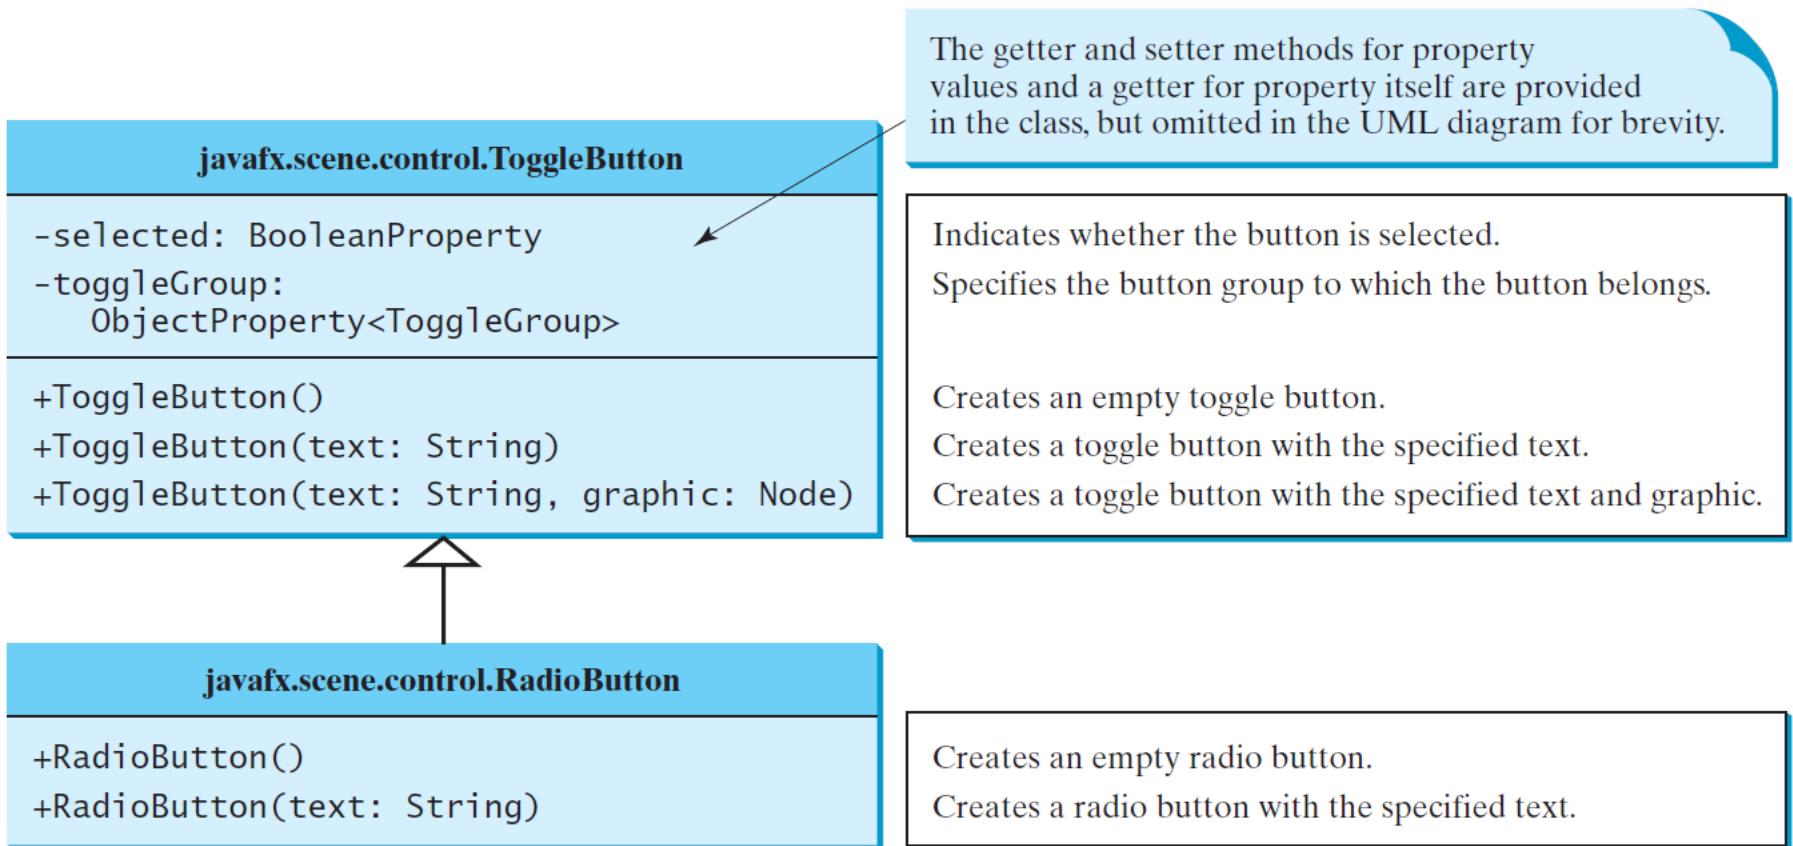 The getter and setter methods for property
values and a getter for property itself are provided
in the class, but omitted in the UML diagram for brevity.
javafx.scene.control.ToggleButton
-selected: BooleanProperty
Indicates whether the button is selected.
-toggleGroup:
Specifies the button group to which the button belongs.
ObjectProperty<ToggleGroup>
+ToggleButton()
Creates an empty toggle button.
+ToggleButton(text: String)
Creates a toggle button with the specified text.
+ToggleButton(text: String, graphic: Node)
Creates a toggle button with the specified text and graphic.
javafx.scene.control.RadioButton
+RadioButton()
Creates an empty radio button.
+RadioButton(text: String)
Creates a radio button with the specified text.